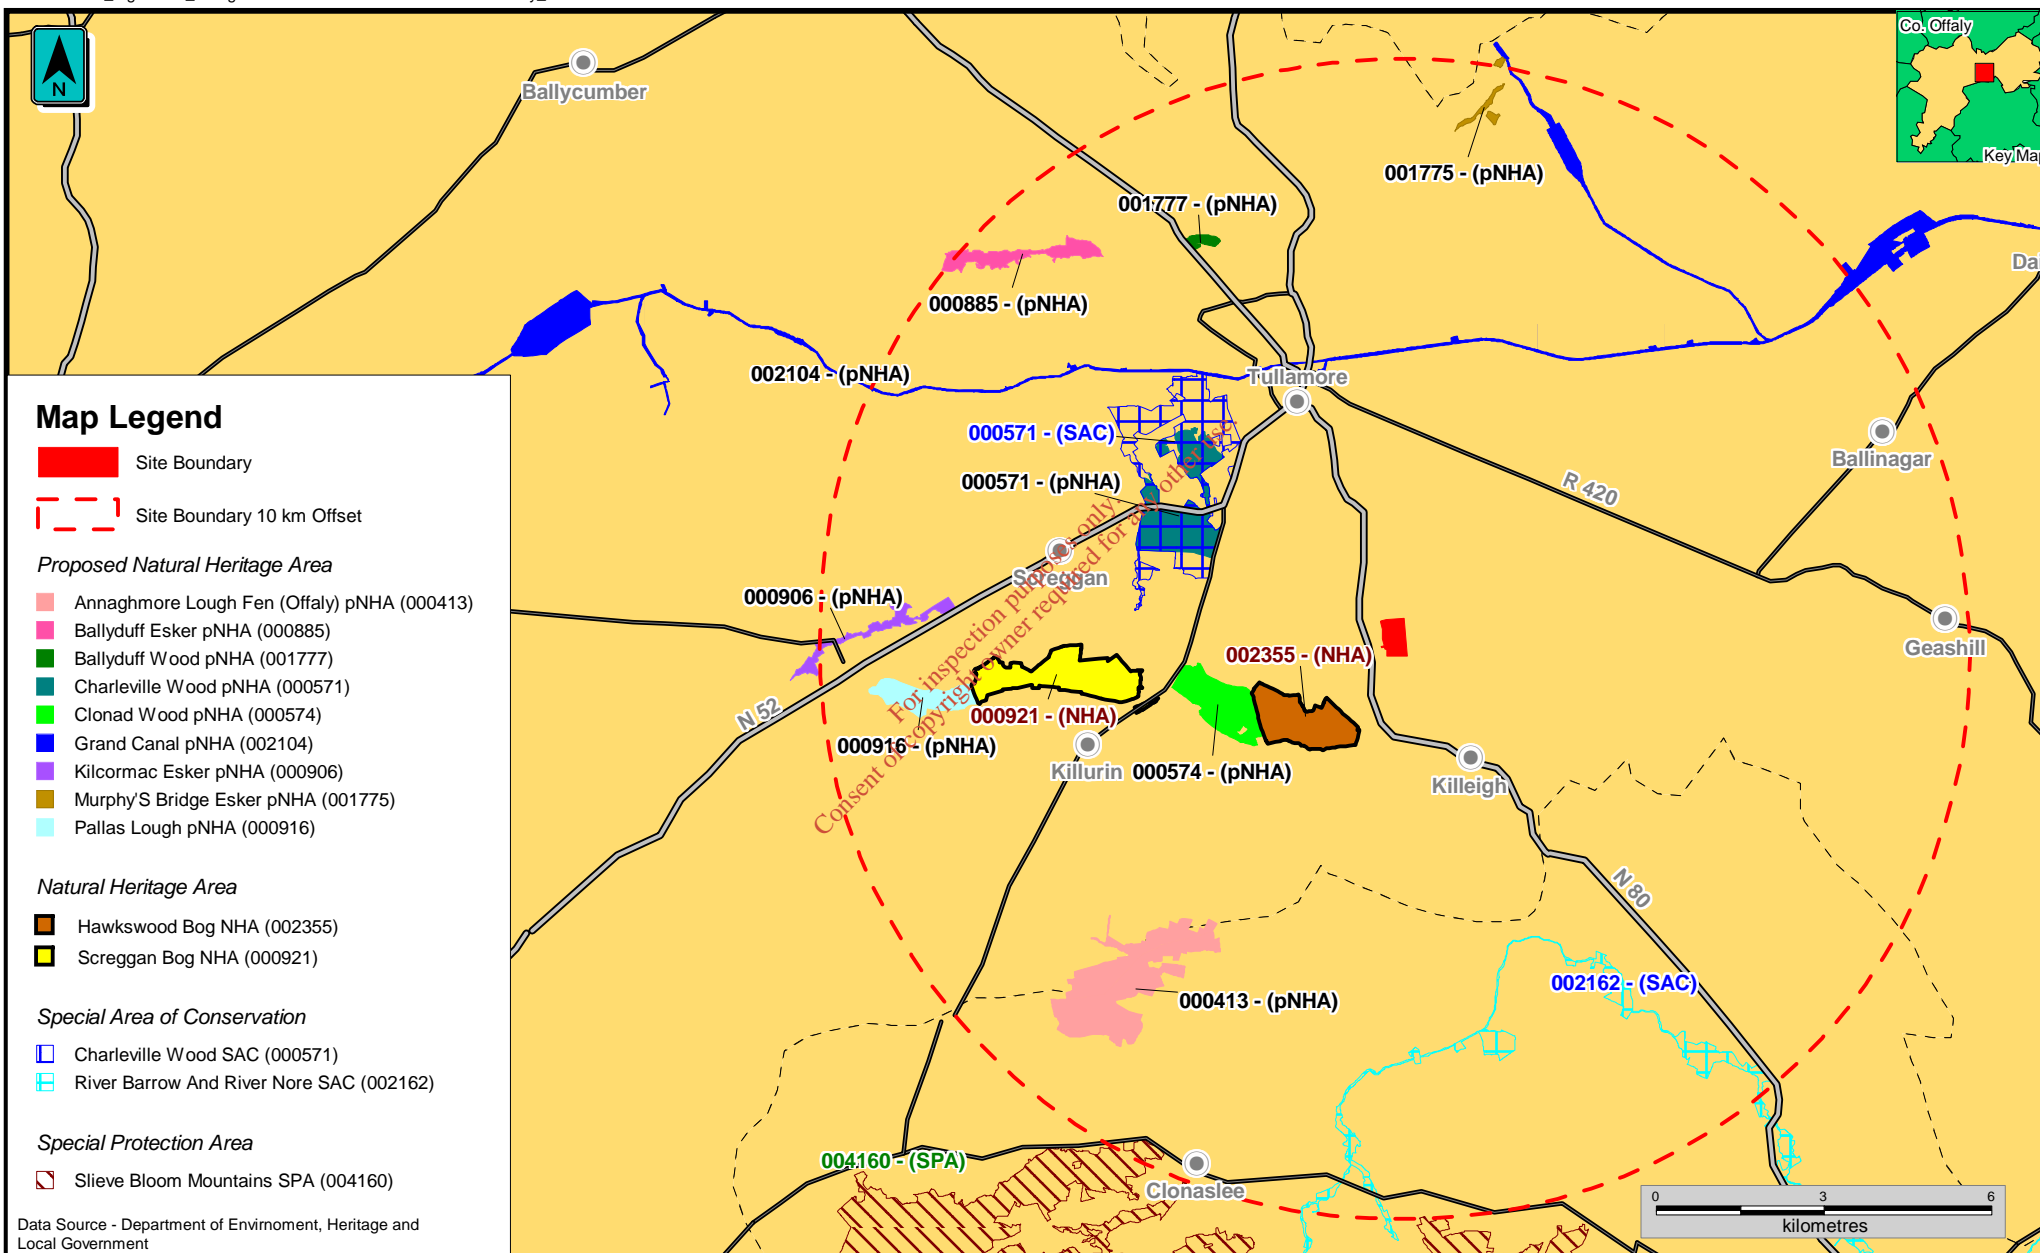 Co. Offaly
Key Map
N
Ballycumber
001775 - (pNHA)
001777 - (pNHA)
000885 - (pNHA)
002104 - (pNHA)
Tullamore
000571 - (SAC)
000571 - (pNHA)
Ballinagar
R 420
Screggan
000906 - (pNHA)
Geashill
002355 - (NHA)
N 52
000921 - (NHA)
000916 - (pNHA)
Killurin
000574 - (pNHA)
Killeigh
N 80
002162 - (SAC)
000413 - (pNHA)
004160 - (SPA)
Clonaslee
For inspection purposes only.
Consent of copyright owner required for any other use.
Map Legend
Site Boundary
Site Boundary 10 km Offset
Proposed Natural Heritage Area
Annaghmore Lough Fen (Offaly) pNHA (000413)
Ballyduff Esker pNHA (000885)
Ballyduff Wood pNHA (001777)
Charleville Wood pNHA (000571)
Clonad Wood pNHA (000574)
Grand Canal pNHA (002104)
Kilcormac Esker pNHA (000906)
Murphy'S Bridge Esker pNHA (001775)
Pallas Lough pNHA (000916)
Natural Heritage Area
Hawkswood Bog NHA (002355)
Screggan Bog NHA (000921)
Special Area of Conservation
Charleville Wood SAC (000571)
River Barrow And River Nore SAC (002162)
Special Protection Area
Slieve Bloom Mountains SPA (004160)
Data Source - Department of Envirnoment, Heritage and
Local Government
0 3 6
kilometres